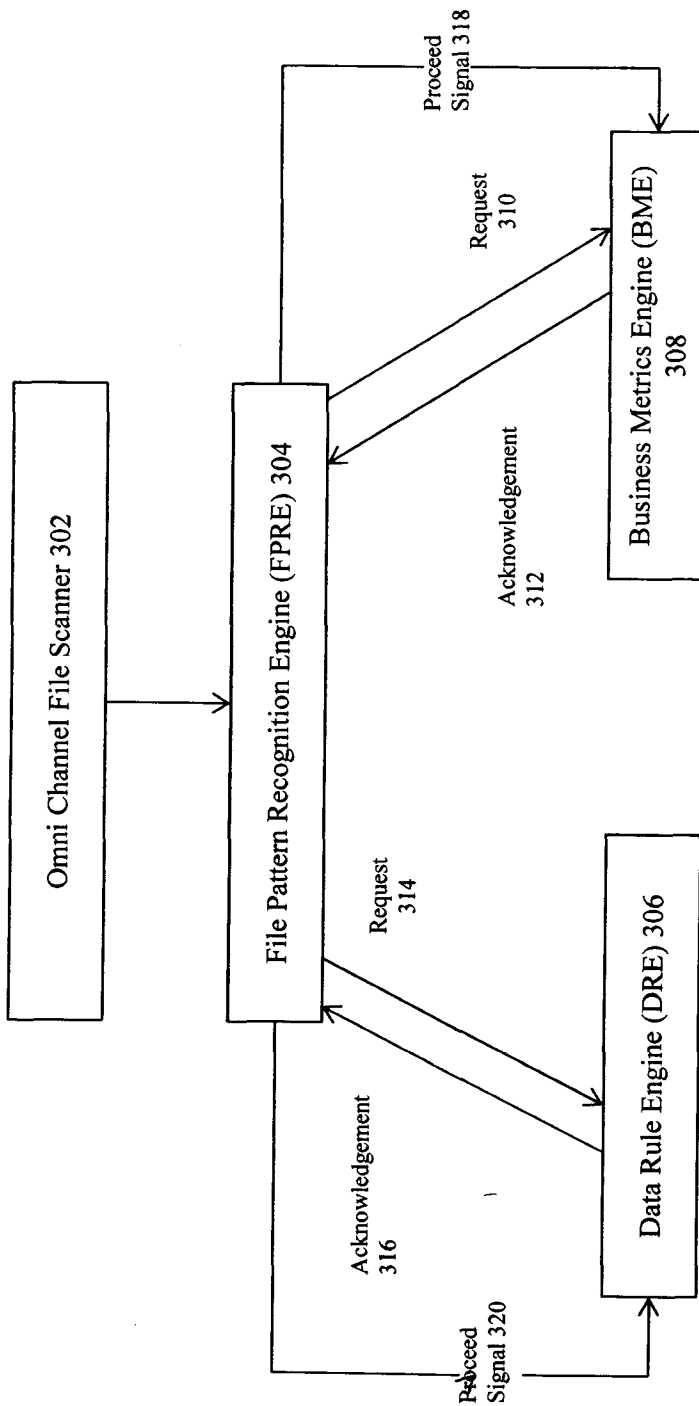 Omni Channel File Scanner 302
File Pattern Recognition Engine (FPRE) 304
Proceed
Signal 318
Request
310
Request
314
Acknowledgement
312
Acknowledgement
316
Proceed
Signal 320
Data Rule Engine (DRE) 306
Business Metrics Engine (BME)
308